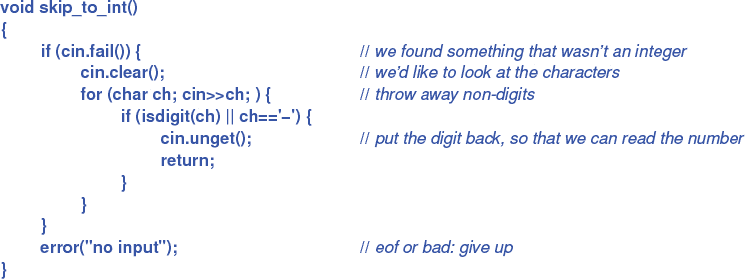 void skip_to_int()
{
if (cin.fail()) { // we found something that wasn't an integer
cin.clear(); // we'd like to look at the characters
for (char ch; cin>>ch; ) { // throw away non-digits
if (isdigit(ch) || ch=='–') {
cin.unget(); // put the digit back, so that we can read the number
return;
}
}
}
error("no input"); // eof or bad: give up
}